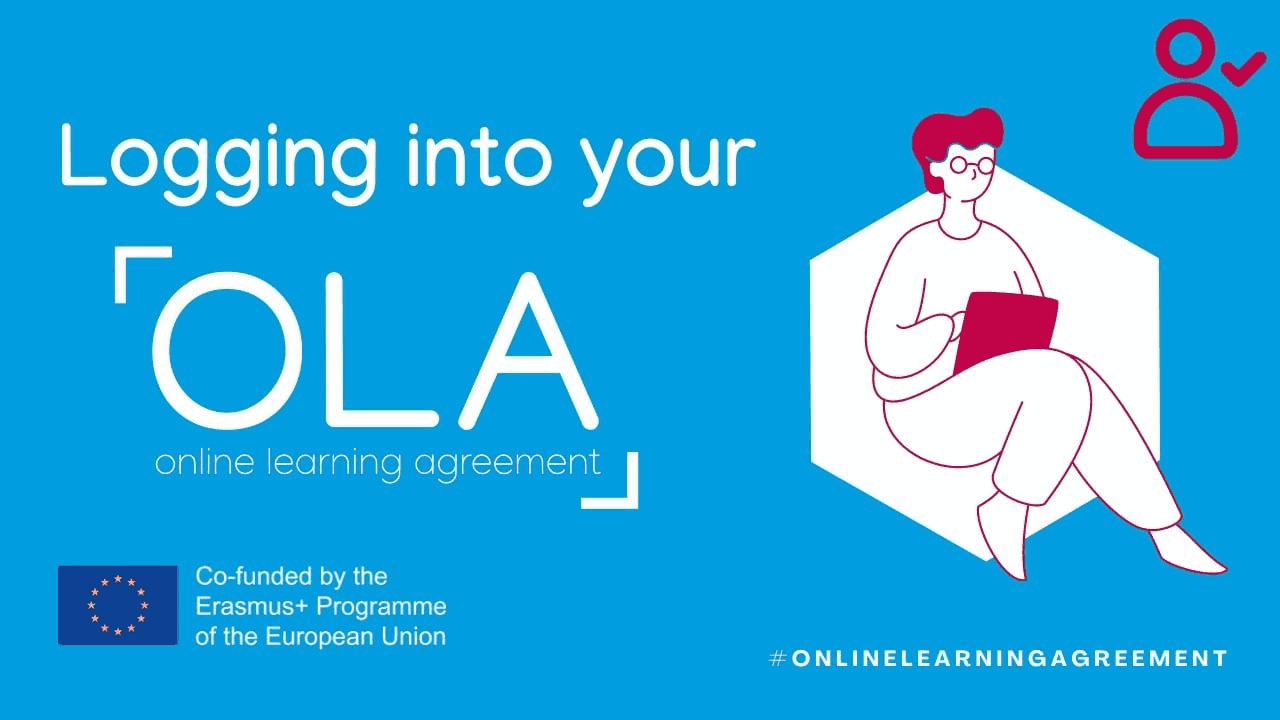 Logging into your
OLA
online learning agreement
Co-funded by the
Erasmus+ Programme
of the European Union
#ONLINELEARNINGAGREEMENT